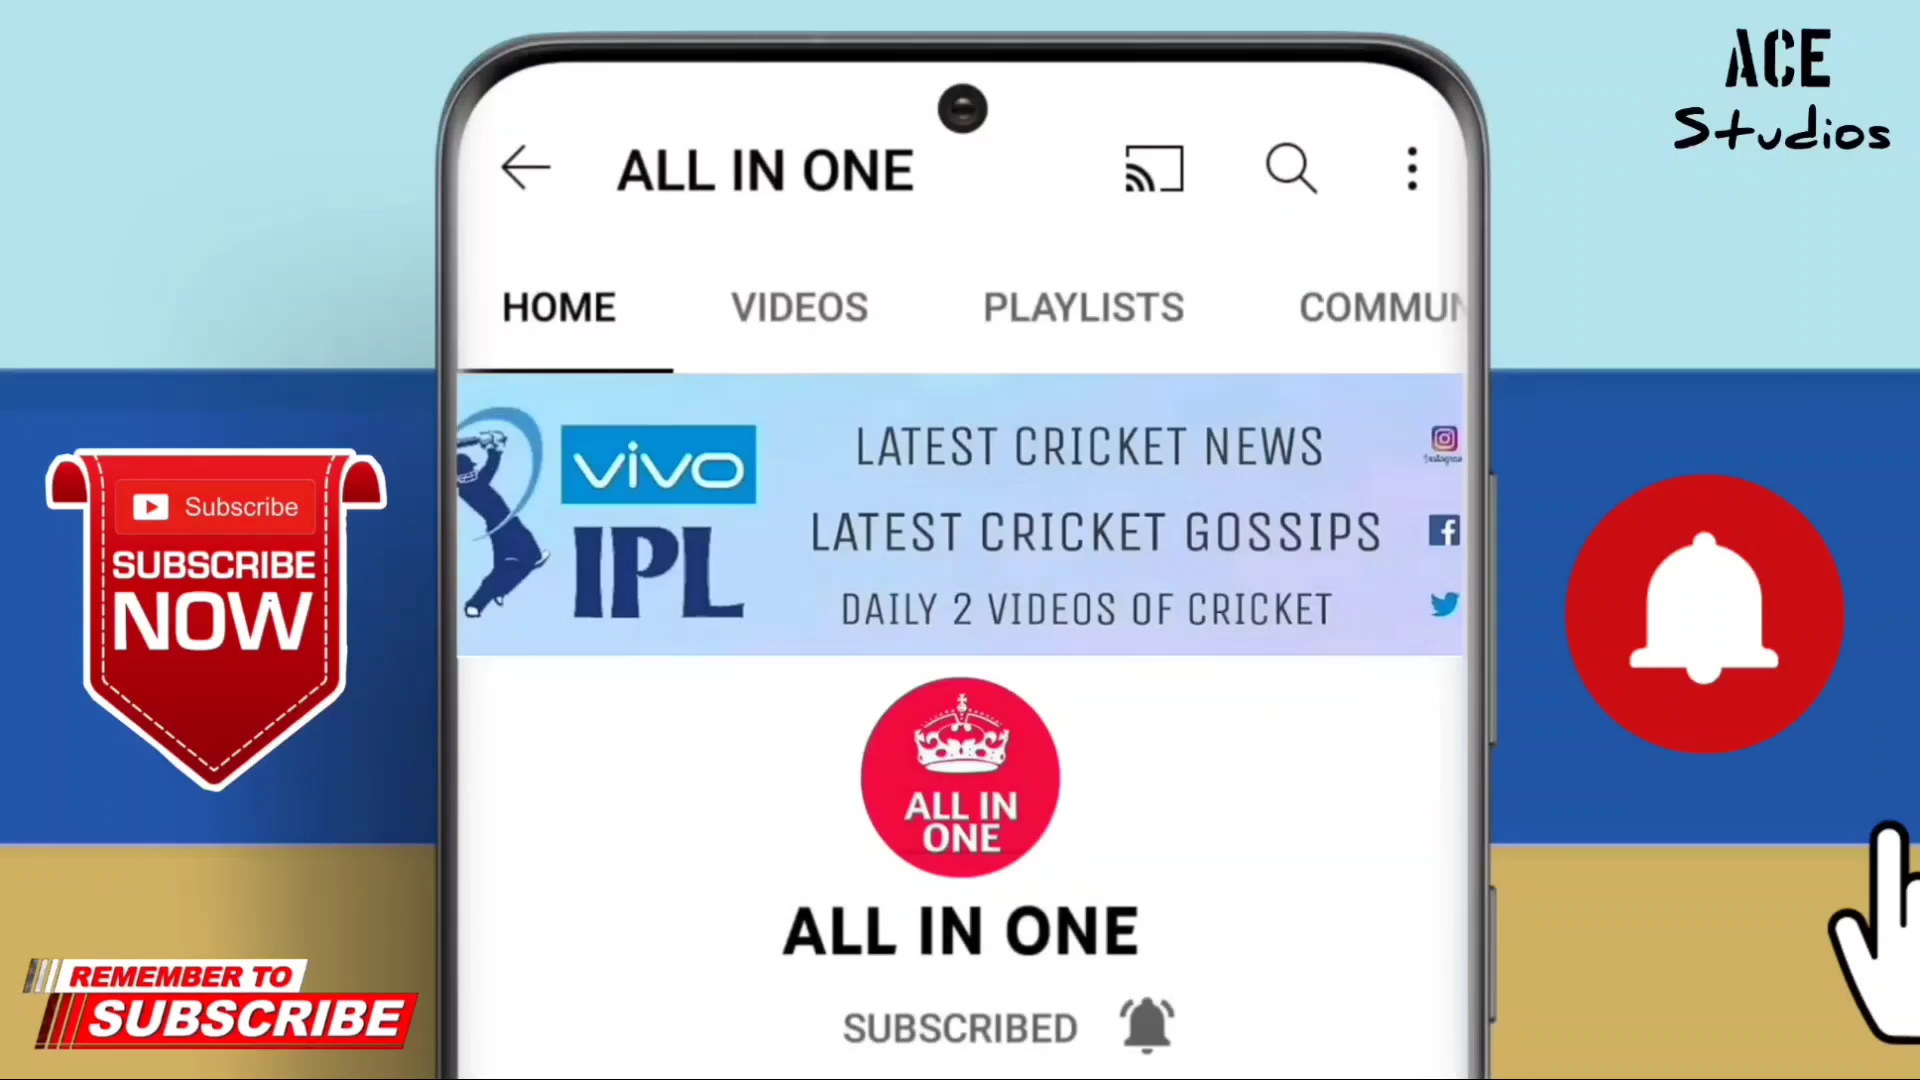 ACE
Studios
ALL IN ONE
HOME VIDEOS PLAYLISTS COMMUN
vivo
IPL
LATEST CRICKET NEWS
LATEST CRICKET GOSSIPS
DAILY 2 VIDEOS OF CRICKET
Instagram
Subscribe
SUBSCRIBE
NOW
ALL IN
ONE
ALL IN ONE
SUBSCRIBED
REMEMBER TO
SUBSCRIBE